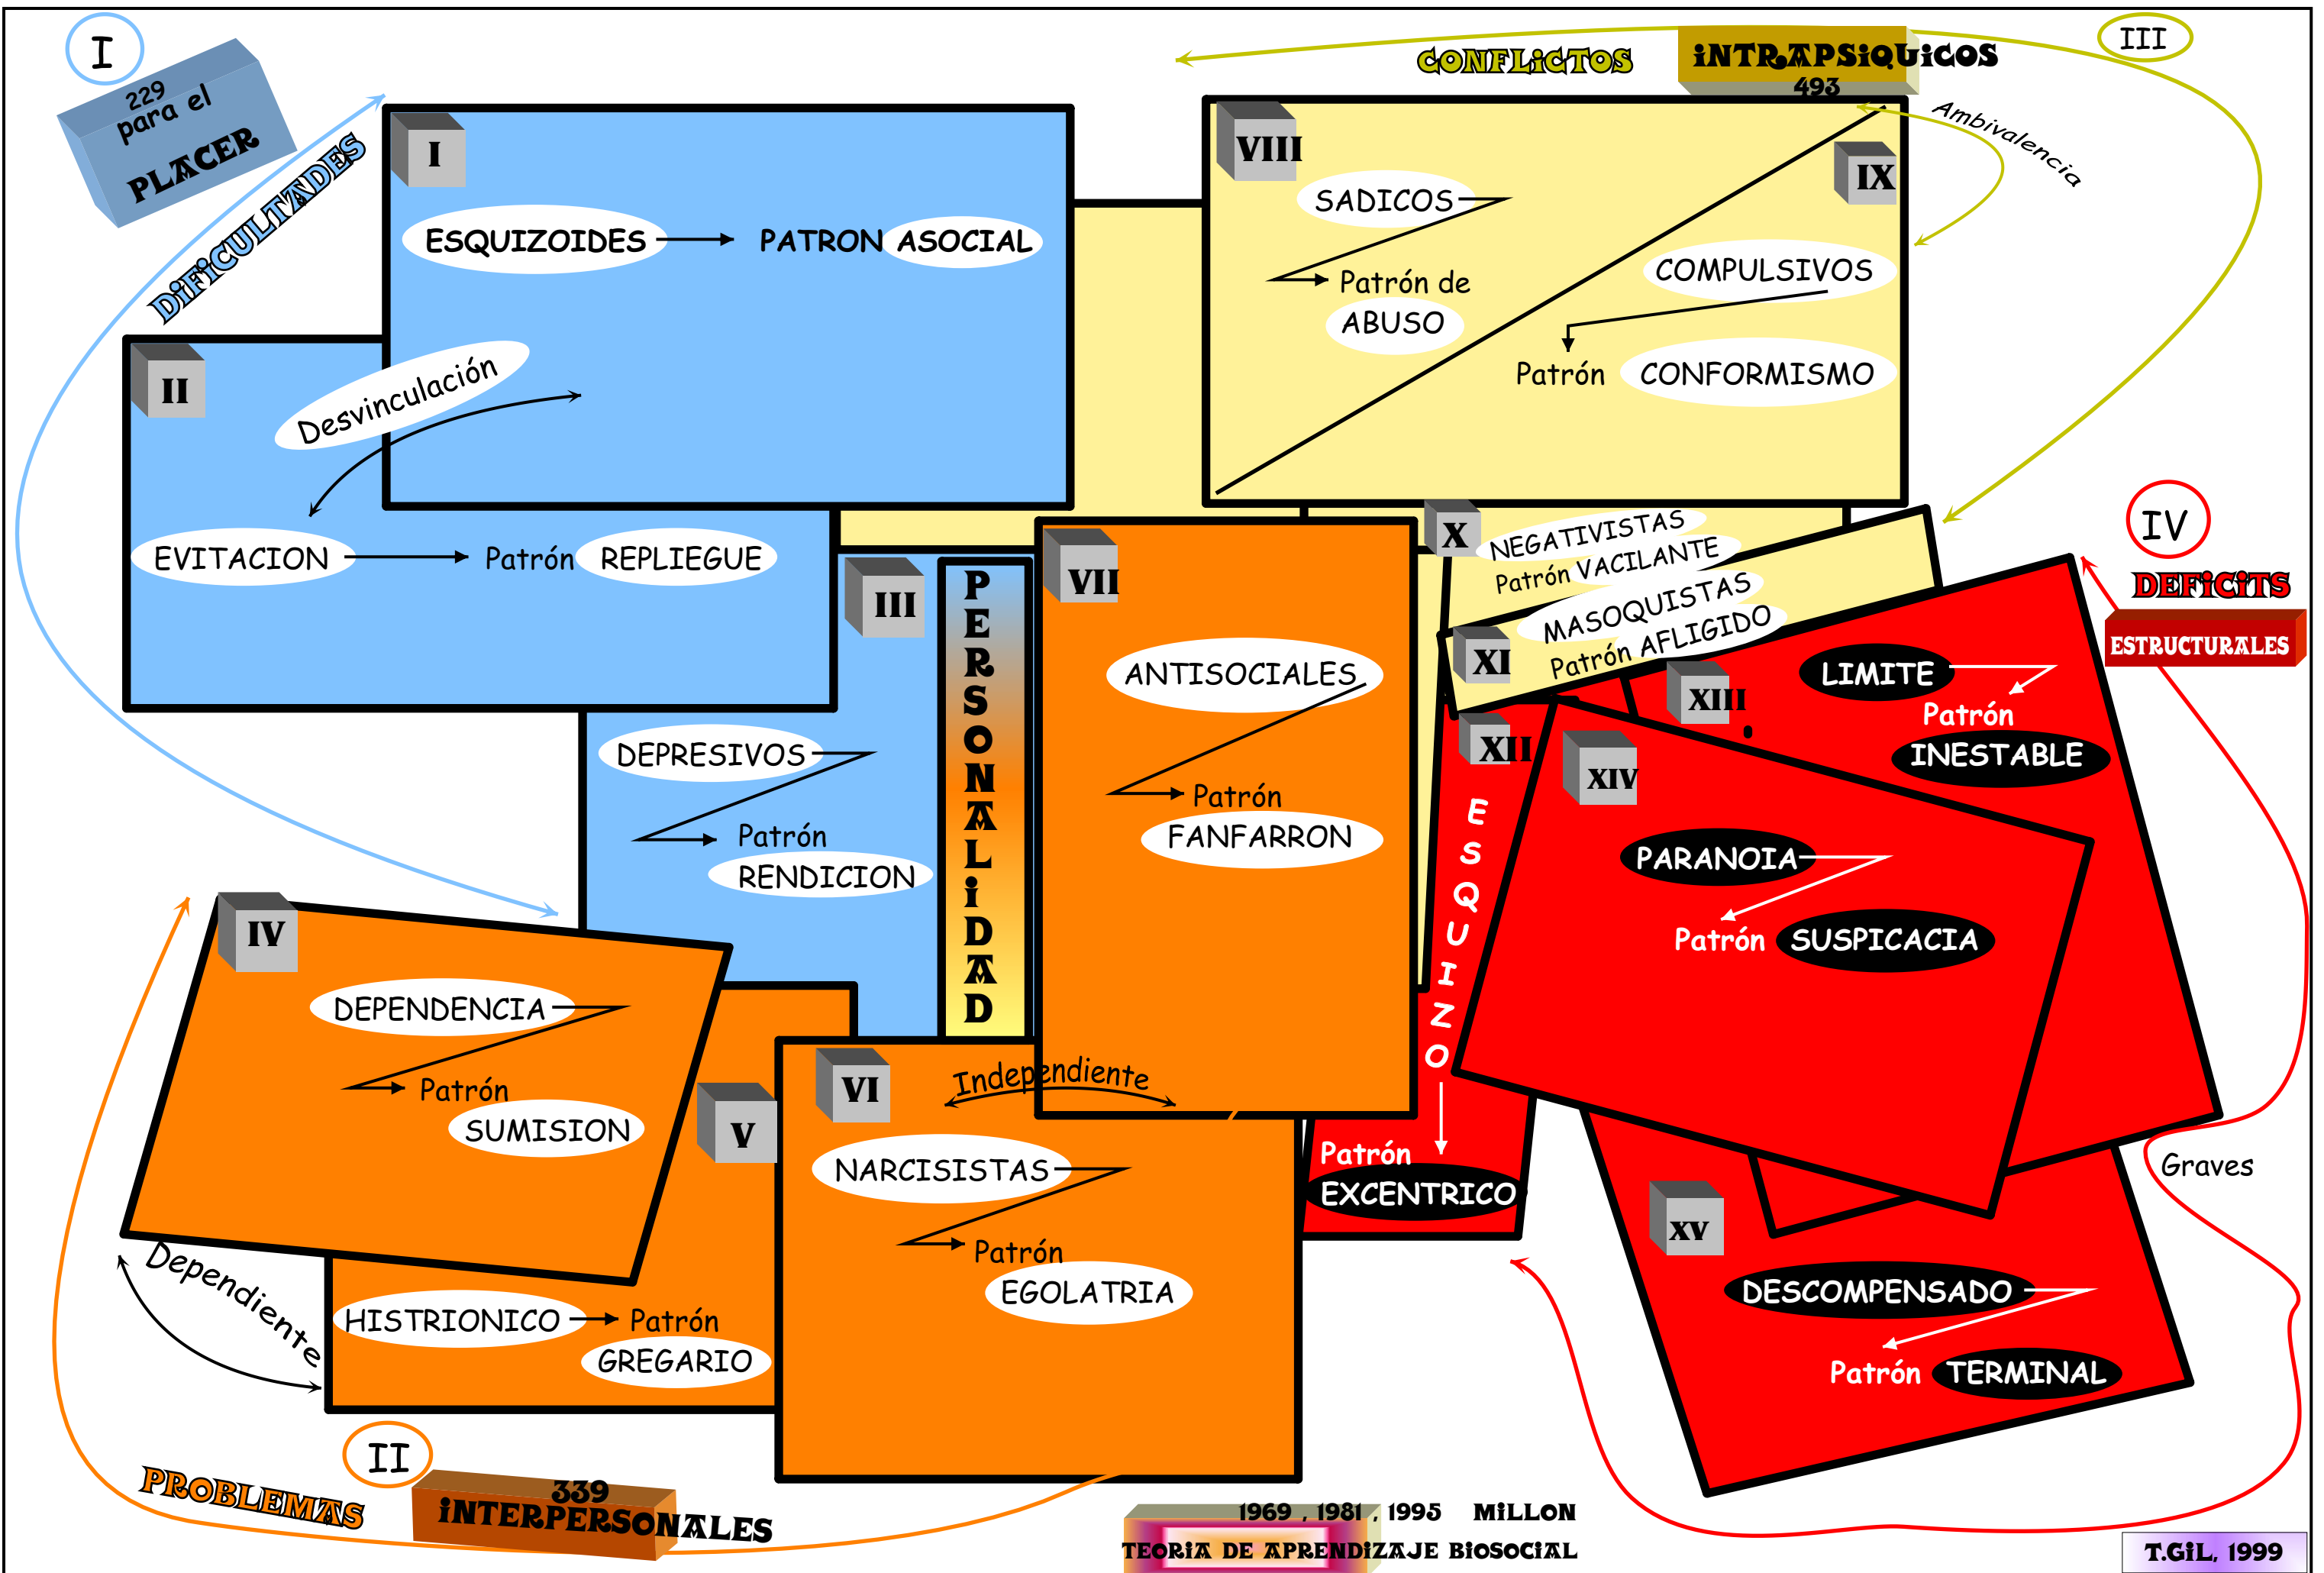 I
229
para el
PLACER
DiFiCULTADES
I
ESQUIZOIDES
PATRON ASOCIAL
II
Desvinculación
EVITACION
Patrón REPLIEGUE
III
DEPRESIVOS
Patrón
RENDICION
PERSONALiDAD
CONFLiCTOS
iNTRAPSiQUiCOS
493
III
Ambivalencia
VIII
SADICOS
Patrón de
ABUSO
IX
COMPULSIVOS
Patrón CONFORMISMO
X
NEGATIVISTAS
Patrón VACILANTE
XI
MASOQUISTAS
Patrón AFLIGIDO
VII
ANTISOCIALES
Patrón
FANFARRON
IV
DEFiCiTS
ESTRUCTURALES
XII
ESQUIZO
Patrón
EXCENTRICO
XIII
LIMITE
Patrón
INESTABLE
XIV
PARANOIA
Patrón SUSPICACIA
Graves
XV
DESCOMPENSADO
Patrón TERMINAL
IV
DEPENDENCIA
Patrón
SUMISION
V
Dependiente
HISTRIONICO
Patrón
GREGARIO
VI
Independiente
NARCISISTAS
Patrón
EGOLATRIA
II
PROBLEMAS
339
iNTERPERSONALES
1969 , 1981 , 1995 MiLLON
TEORiA DE APRENDiZAJE BiOSOCiAL
T.GiL, 1999